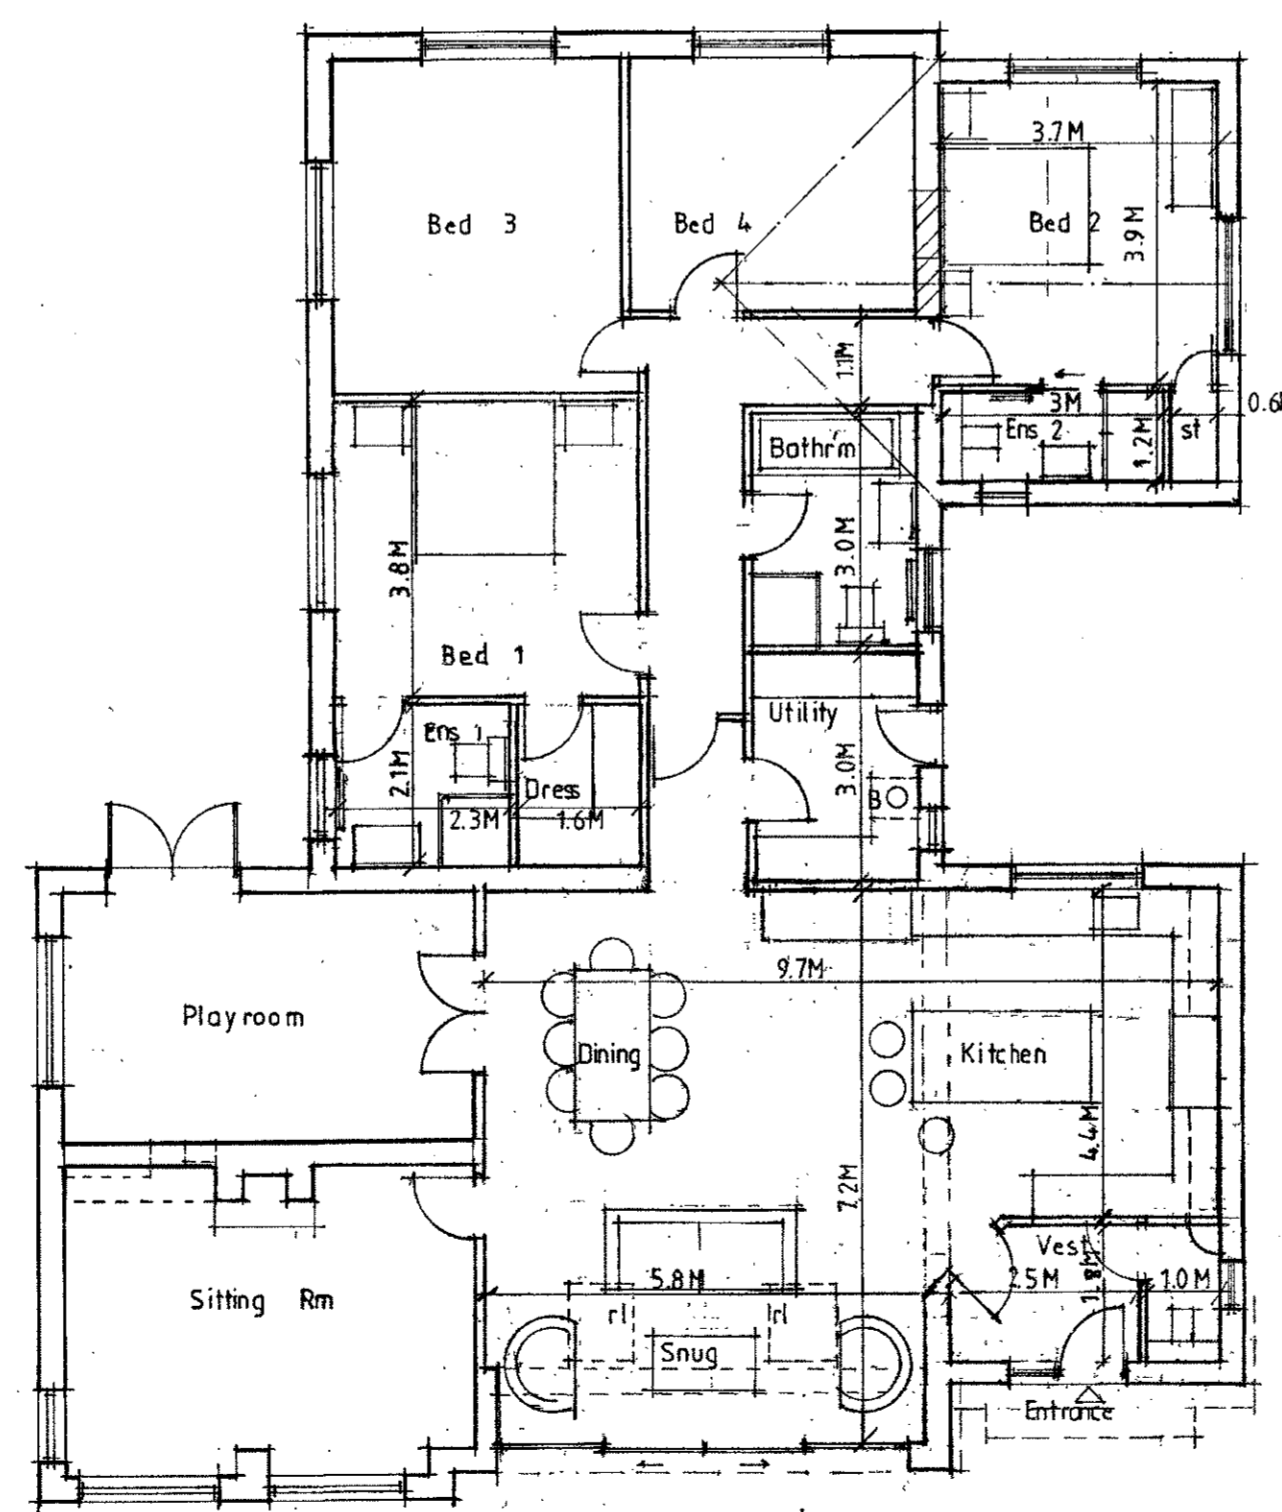 3.7M
Bed 3
Bed 4
Bed 2
3.9M
1.1M
3M
0.6
Ens 2
1.2M
st
Bathr'm
3.8M
3.0M
Bed 1
Utility
Ens 1
2.1M
Dress
3.0M
B
2.3M
1.6M
9.7M
Playroom
Dining
Kitchen
4.4M
7.2M
Vest
5.8M
2.5M
1.8M
1.0M
Sitting Rm
rl
rl
Snug
Entrance